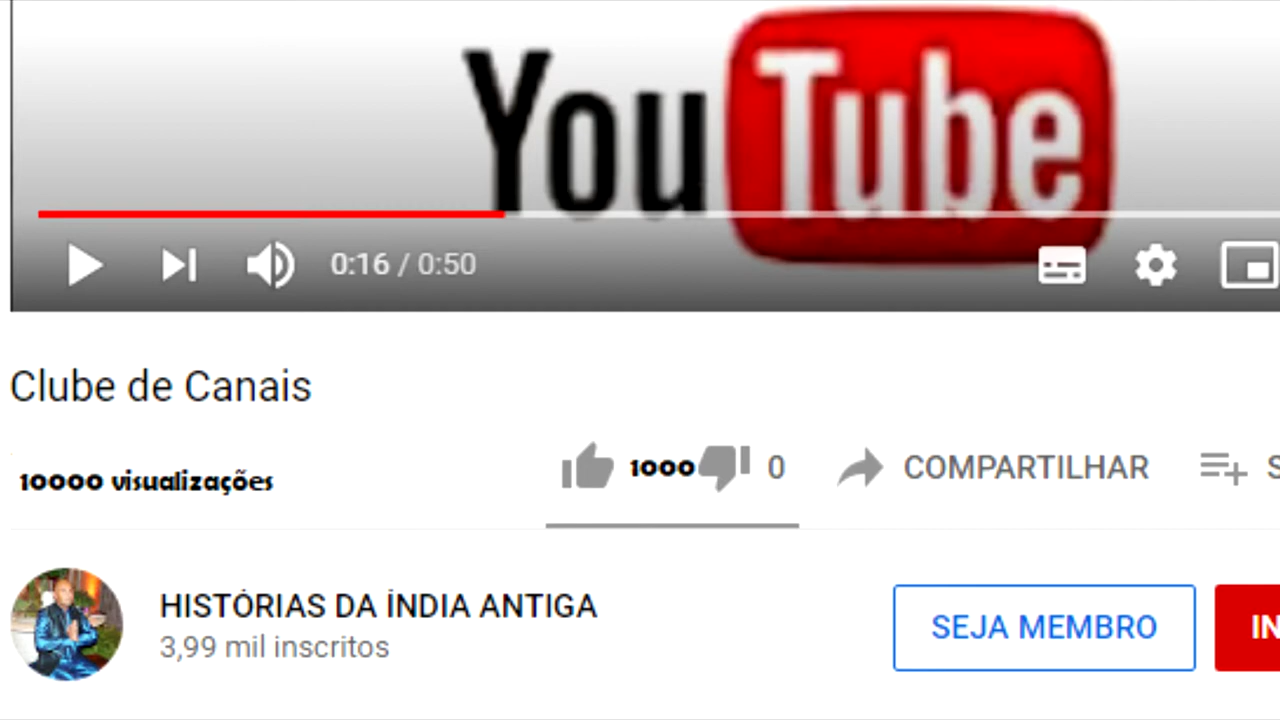 YouTube
0:16 / 0:50
Clube de Canais
10000 visualizações
1000 0 COMPARTILHAR S
HISTÓRIAS DA ÍNDIA ANTIGA
3,99 mil inscritos
SEJA MEMBRO IN